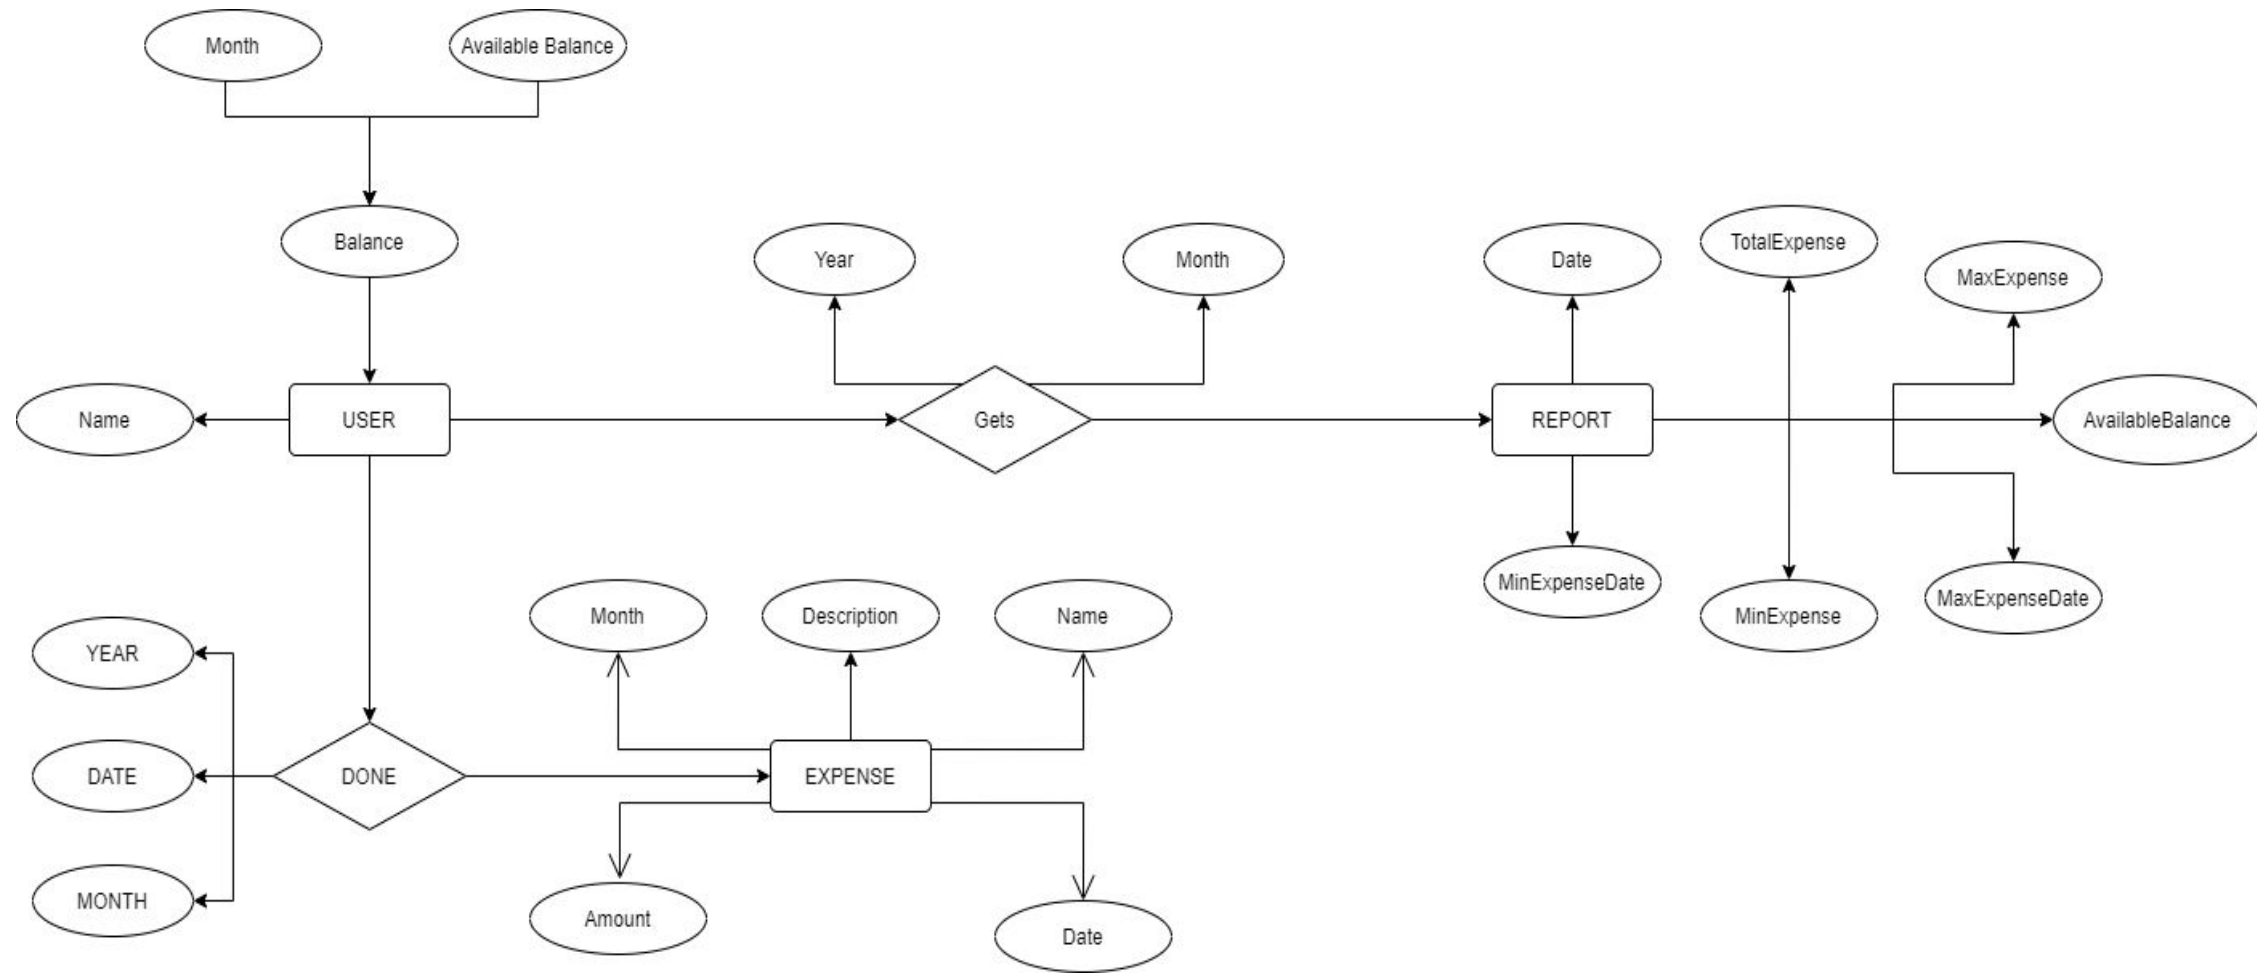 Month
Available Balance
Balance
Year
Month
Date
TotalExpense
MaxExpense
Name
USER
Gets
REPORT
AvailableBalance
MinExpenseDate
MinExpense
MaxExpenseDate
Month
Description
Name
YEAR
DATE
DONE
EXPENSE
MONTH
Amount
Date